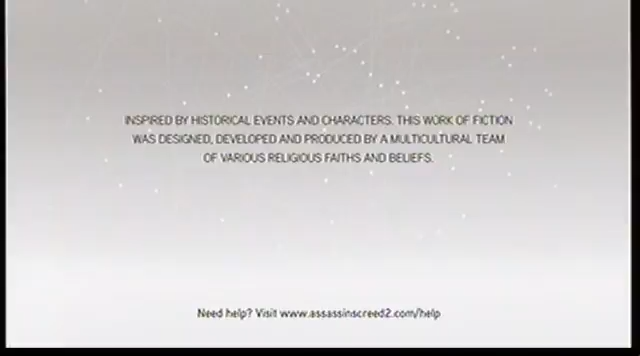 INSPIRED BY HISTORICAL EVENTS AND CHARACTERS. THIS WORK OF FICTION
WAS DESIGNED, DEVELOPED AND PRODUCED BY A MULTICULTURAL TEAM
OF VARIOUS RELIGIOUS FAITHS AND BELIEFS.
Need help? Visit www.assassinscreed2.com/help